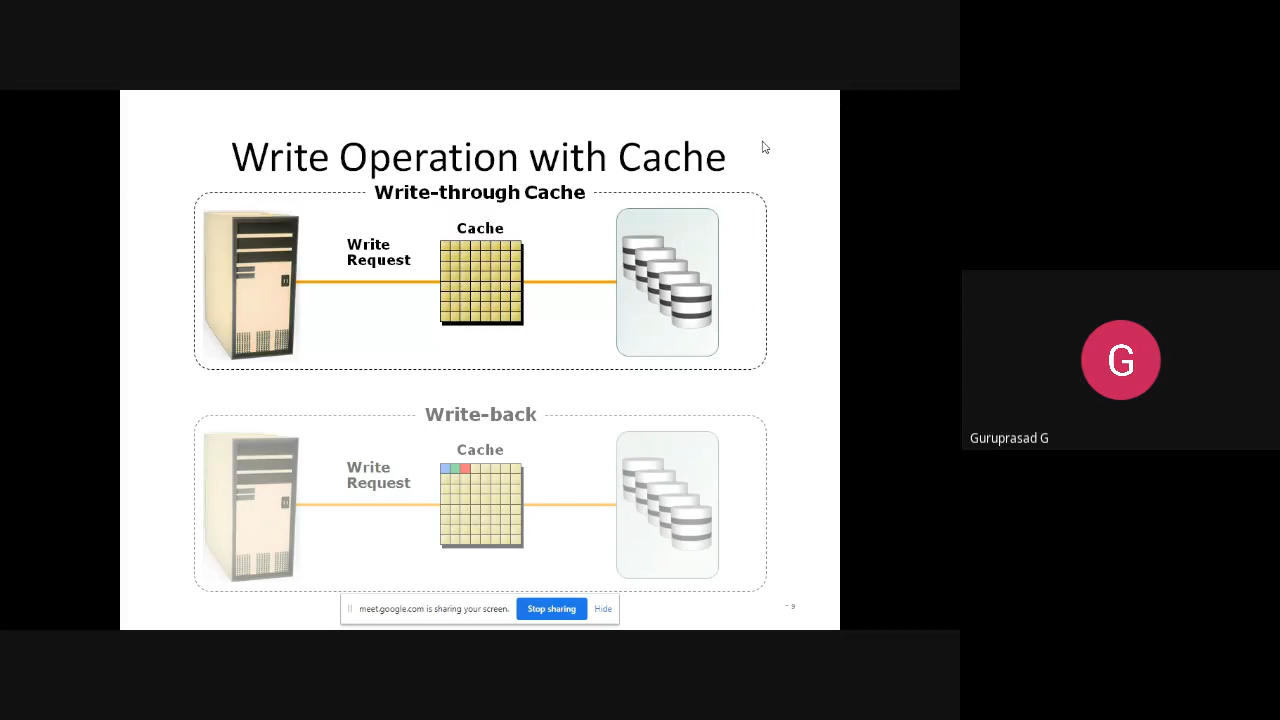 Write Operation with Cache
Write-through Cache
Cache
Write
Request
Write-back
Cache
Write
Request
meet.google.com is sharing your screen.
Stop sharing
Hide
- 9
G
Guruprasad G